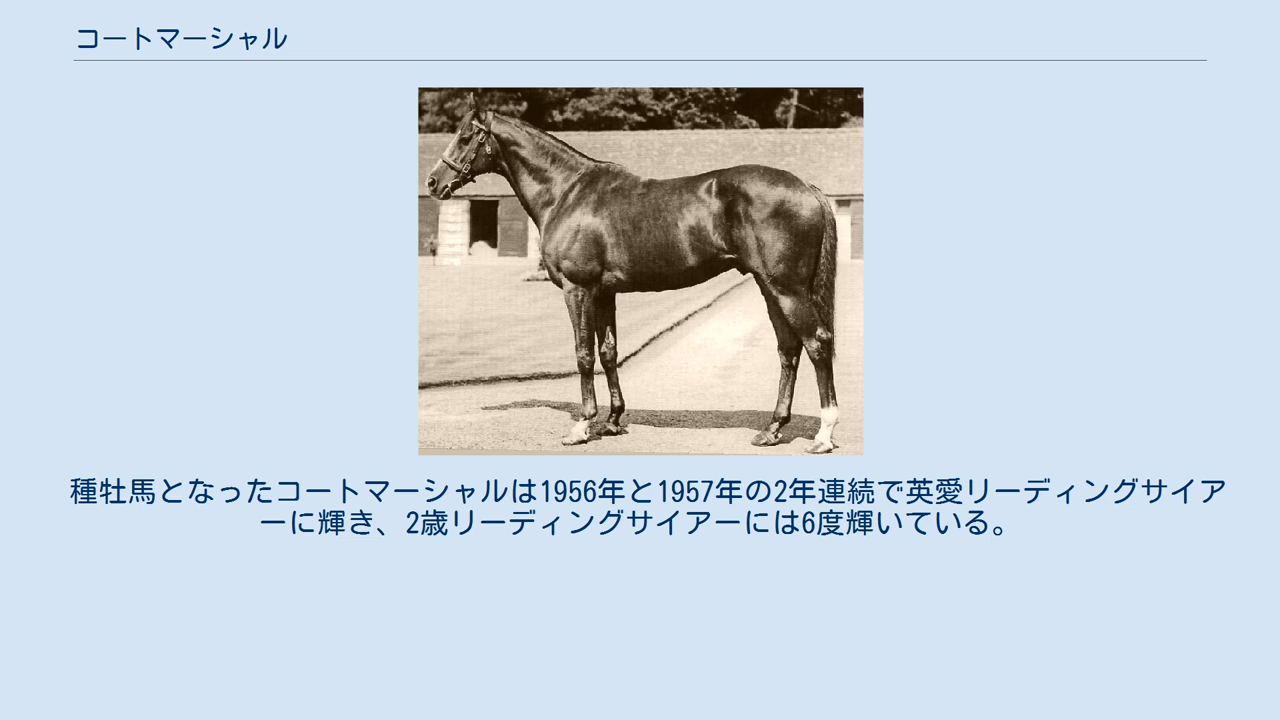 コートマーシャル
種牡馬となったコートマーシャルは1956年と1957年の2年連続で英愛リーディングサイア
ーに輝き、2歳リーディングサイアーには6度輝いている。